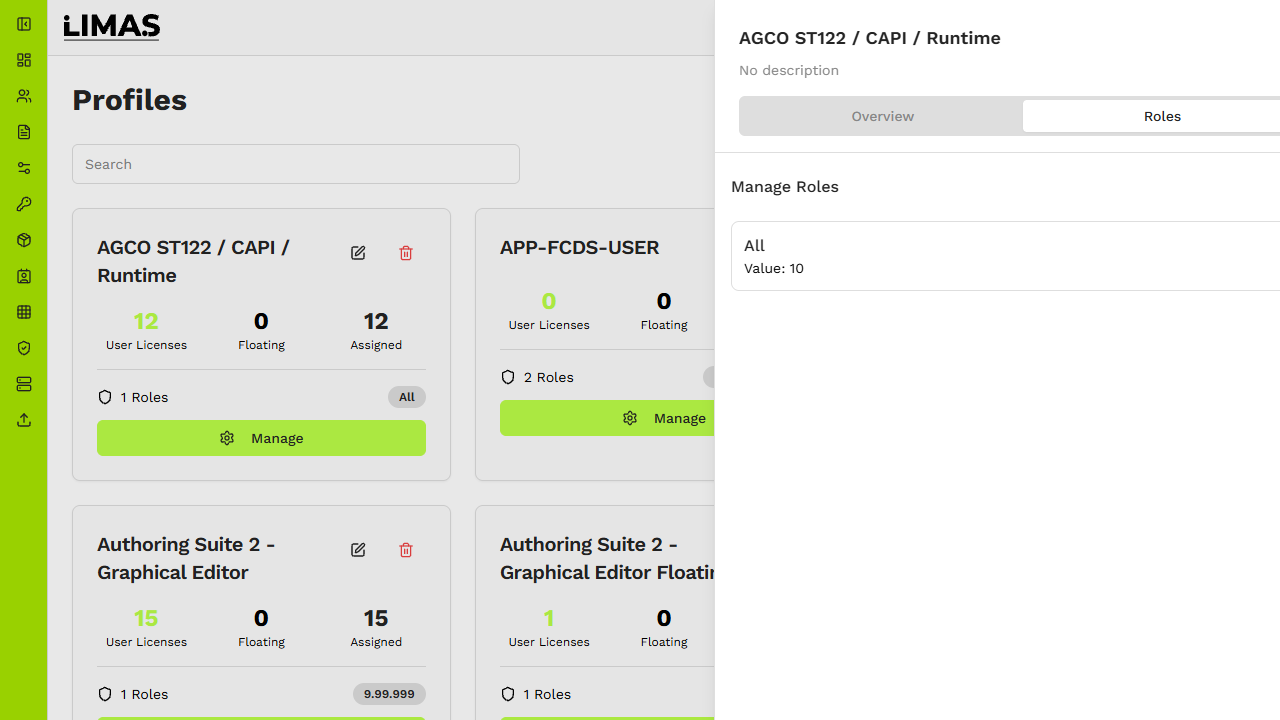 LIMAS
Profiles
Search
AGCO ST122 / CAPI /
Runtime
12
0
12
User Licenses
Floating
Assigned
1 Roles
All
Manage
APP-FCDS-USER
0
0
User Licenses
Floating
2 Roles
Manage
Authoring Suite 2 -
Graphical Editor
15
0
15
User Licenses
Floating
Assigned
1 Roles
9.99.999
Authoring Suite 2 -
Graphical Editor Floatin
1
0
User Licenses
Floating
1 Roles
AGCO ST122 / CAPI / Runtime
No description
Overview
Roles
Manage Roles
All
Value: 10